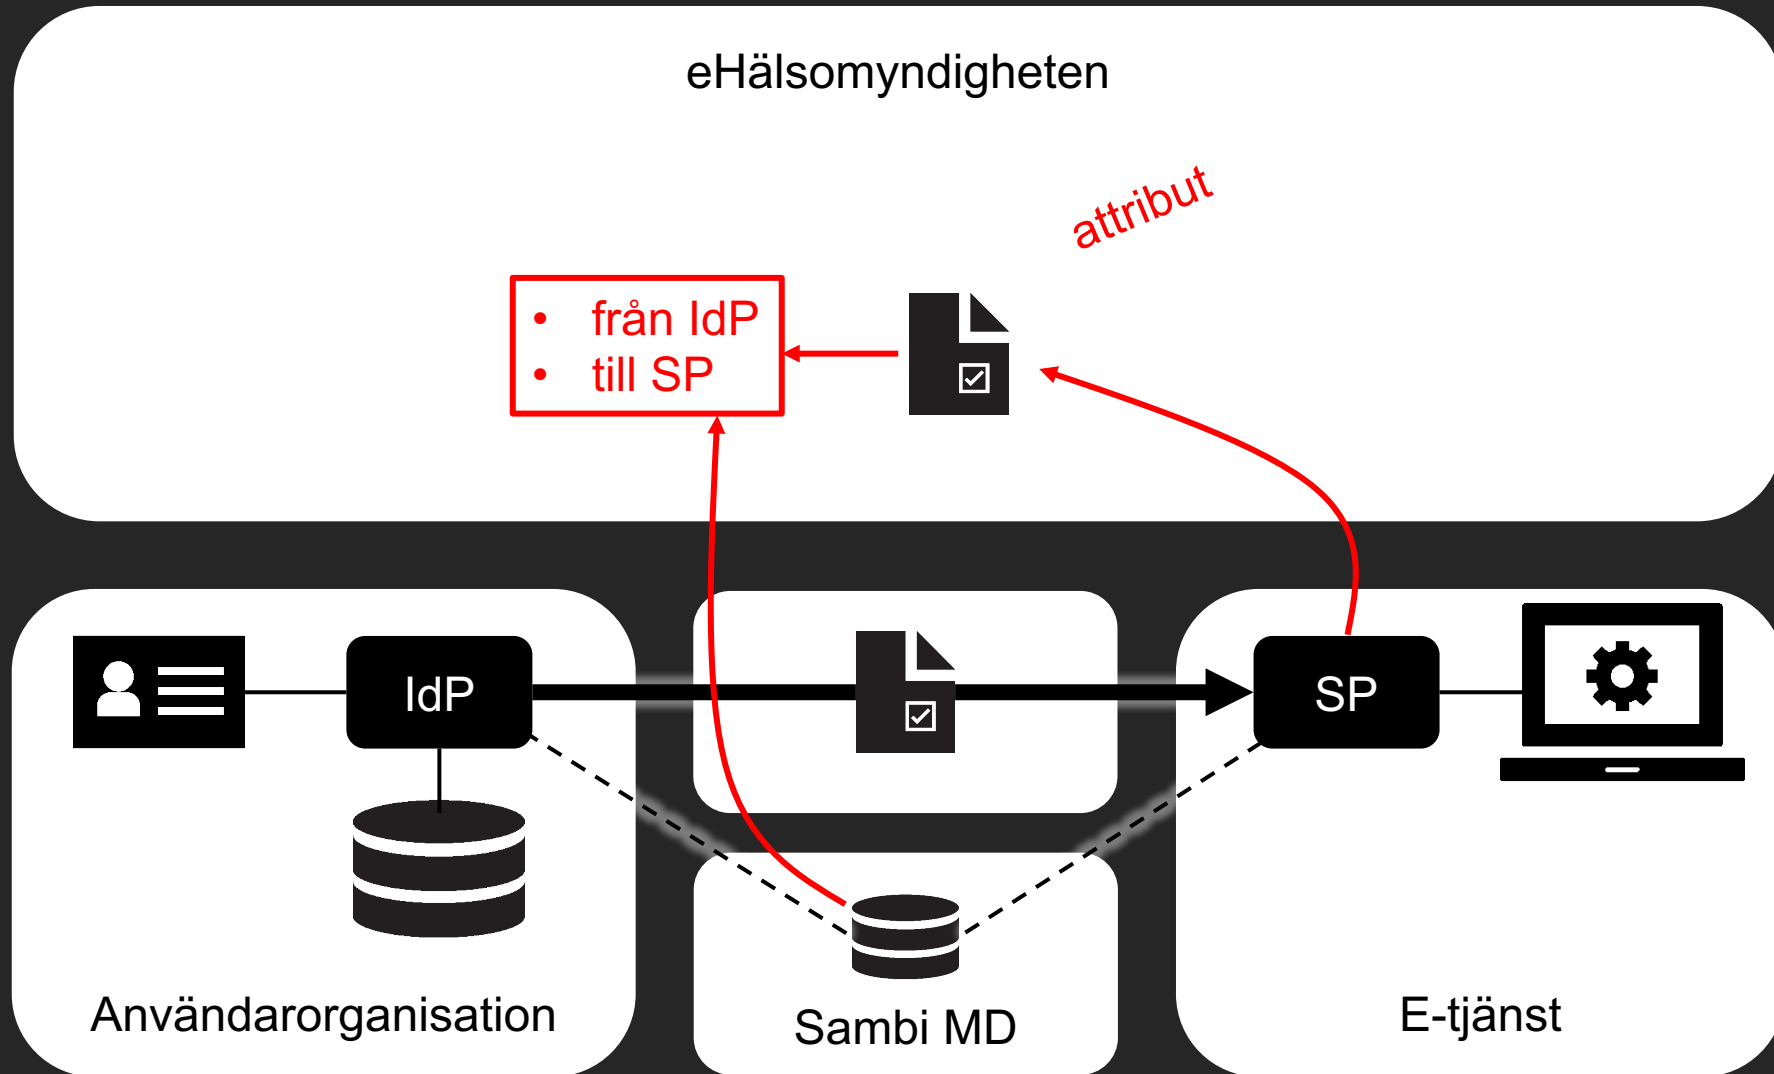 eHälsomyndigheten
attribut
• från IdP
• till SP
IdP
SP
Användarorganisation
Sambi MD
E-tjänst